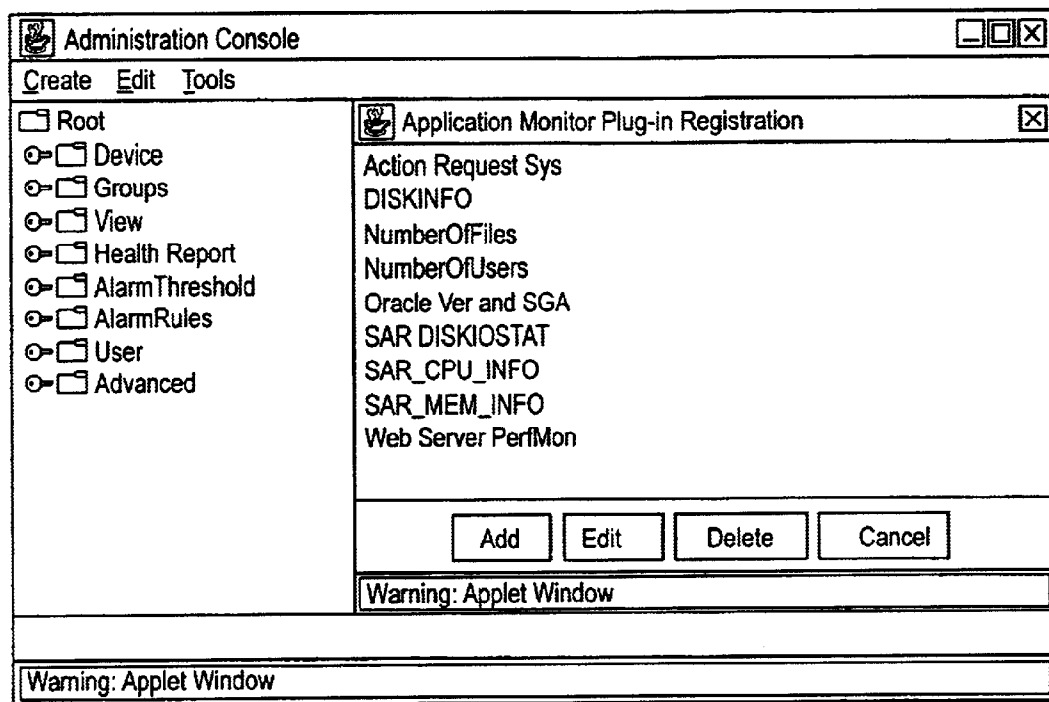 Administration Console
Create Edit Tools
Root
Device
Groups
View
Health Report
AlarmThreshold
AlarmRules
User
Advanced
Application Monitor Plug-in Registration
Action Request Sys
DISKINFO
NumberOfFiles
NumberOfUsers
Oracle Ver and SGA
SAR DISKIOSTAT
SAR_CPU_INFO
SAR_MEM_INFO
Web Server PerfMon
Add Edit Delete Cancel
Warning: Applet Window
Warning: Applet Window